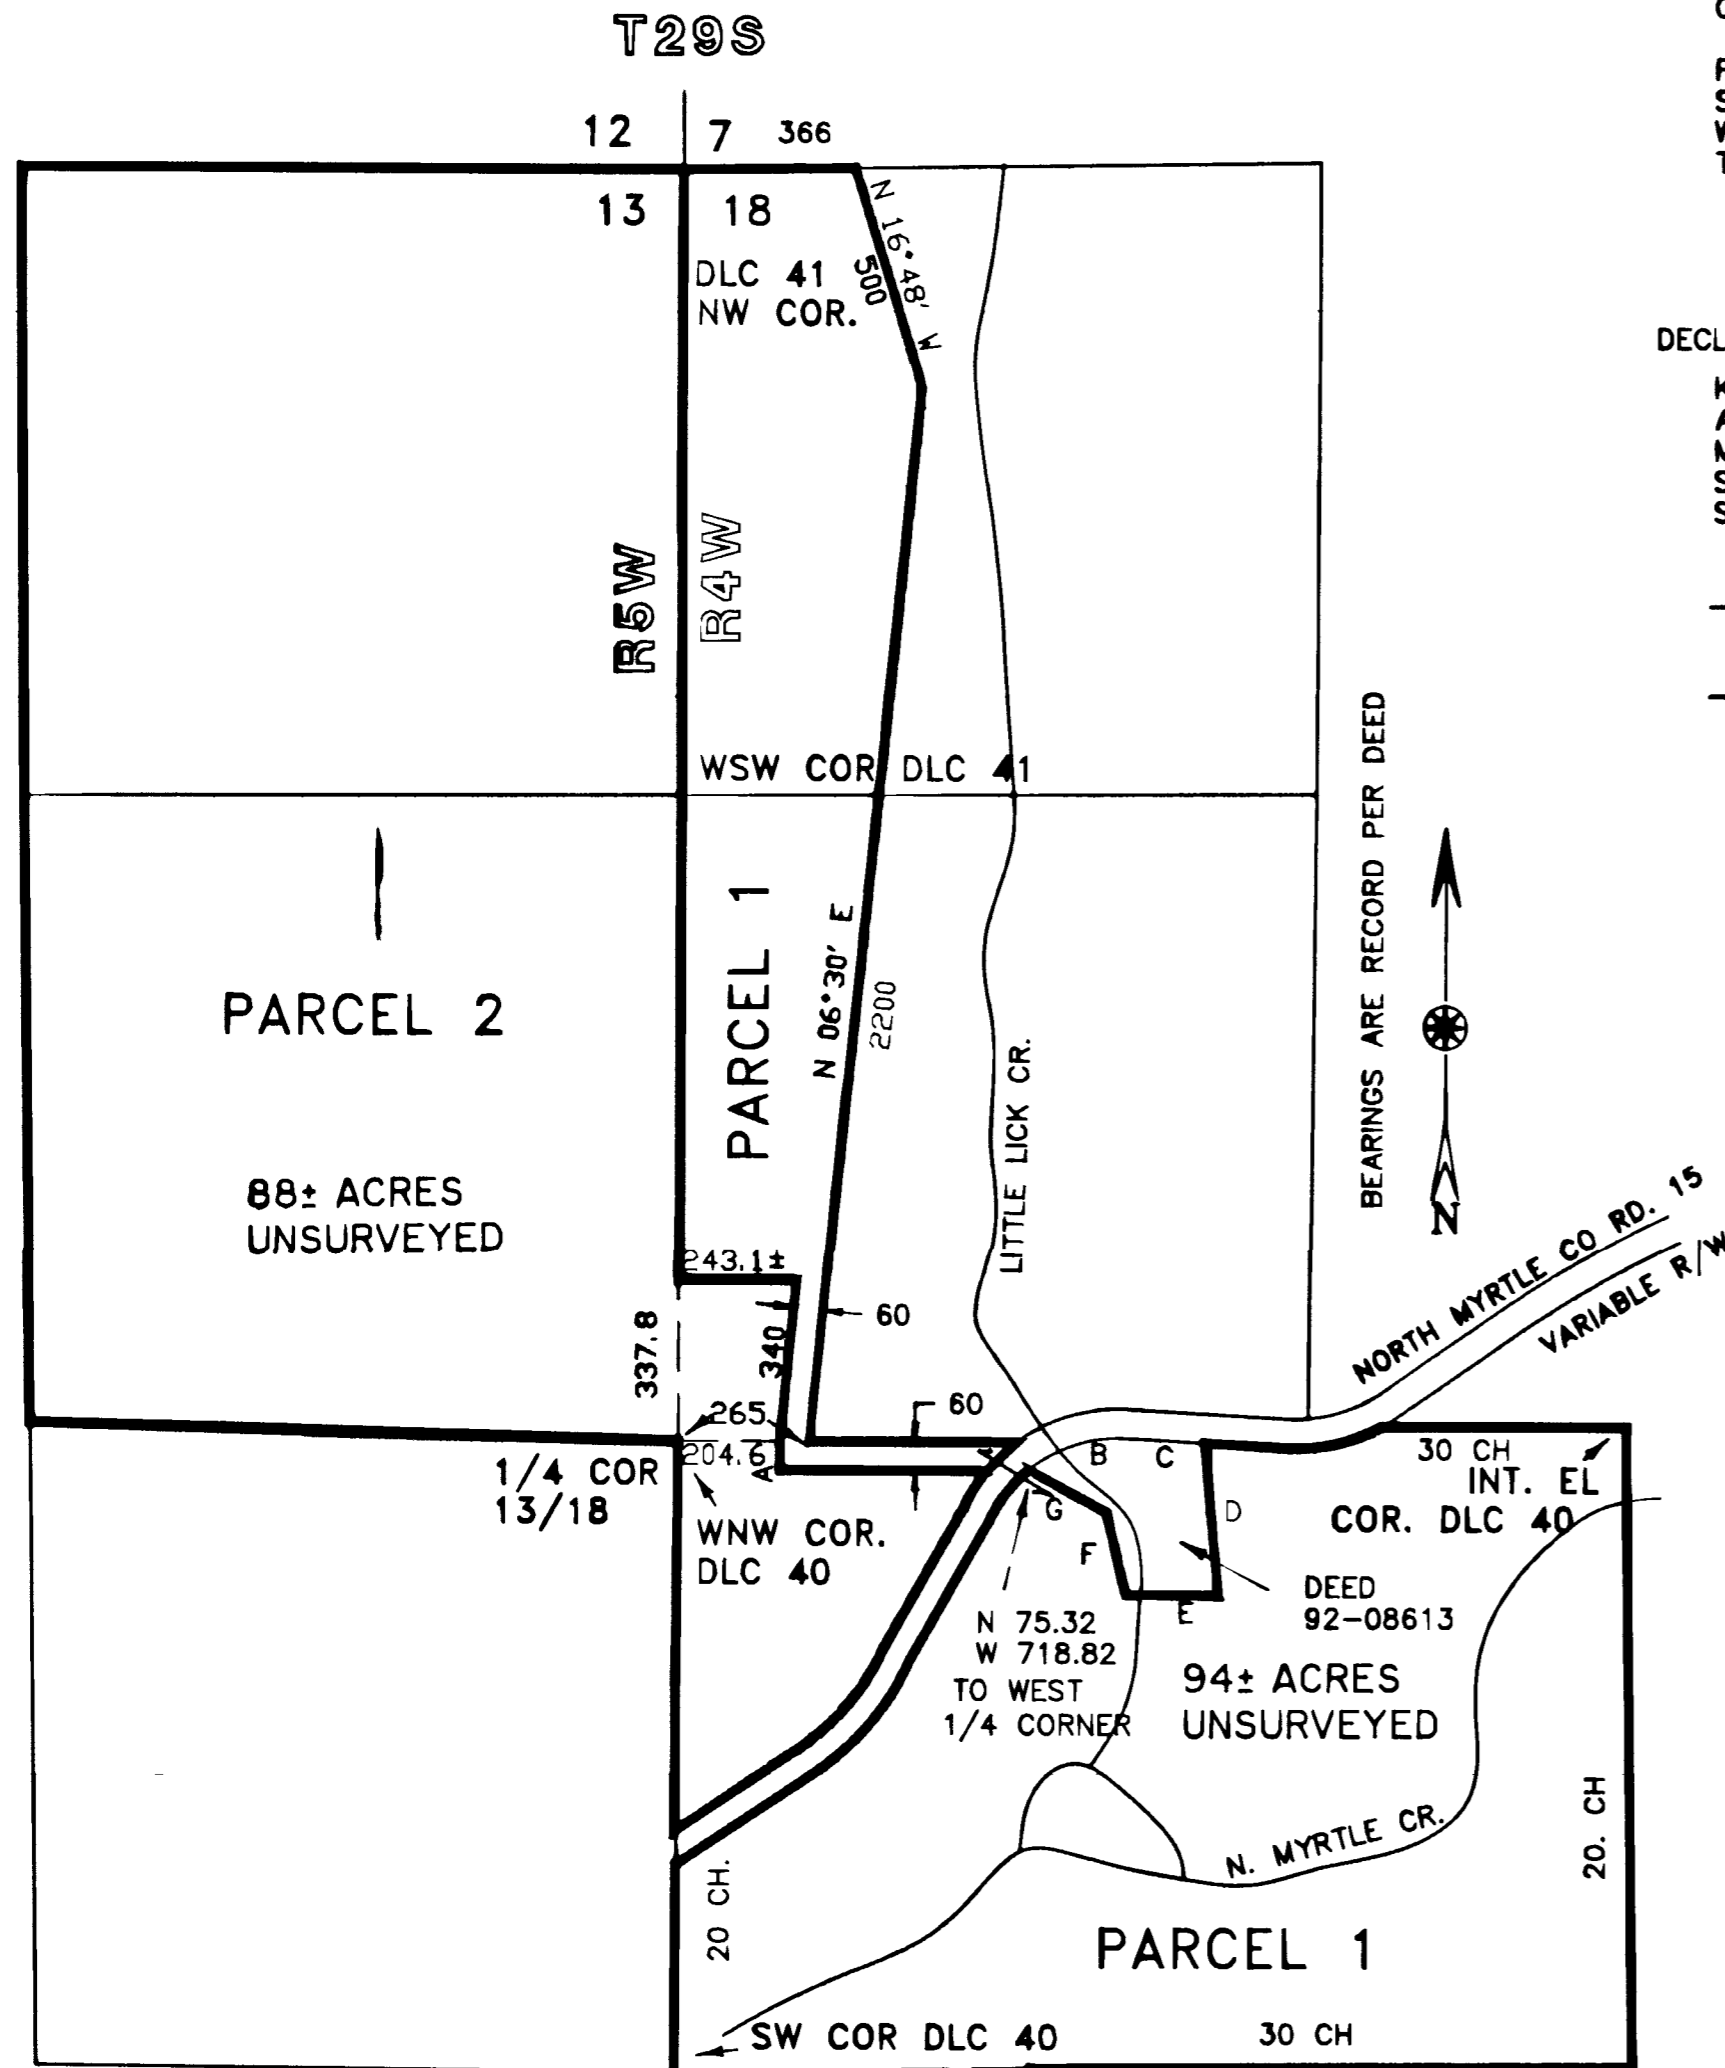 T29S
12
7
366
13
18
DLC 41
NW COR.
N 16°48' W
500
DECL
R5W
R4W
WSW COR DLC 41
BEARINGS ARE RECORD PER DEED
PARCEL 2
PARCEL 1
N 06°30' E
2200
LITTLE LICK CR.
88± ACRES
UNSURVEYED
N
NORTH MYRTLE CO RD. 15
VARIABLE R/W
243.1±
337.8
340
60
265
60
204.6
A
B
C
30 CH
1/4 COR
13/18
INT. EL
COR. DLC 40
WNW COR.
DLC 40
G
D
F
E
DEED
92-08613
N 75.32
W 718.82
TO WEST
1/4 CORNER
94± ACRES
UNSURVEYED
20. CH
N. MYRTLE CR.
20 CH.
PARCEL 1
SW COR DLC 40
30 CH